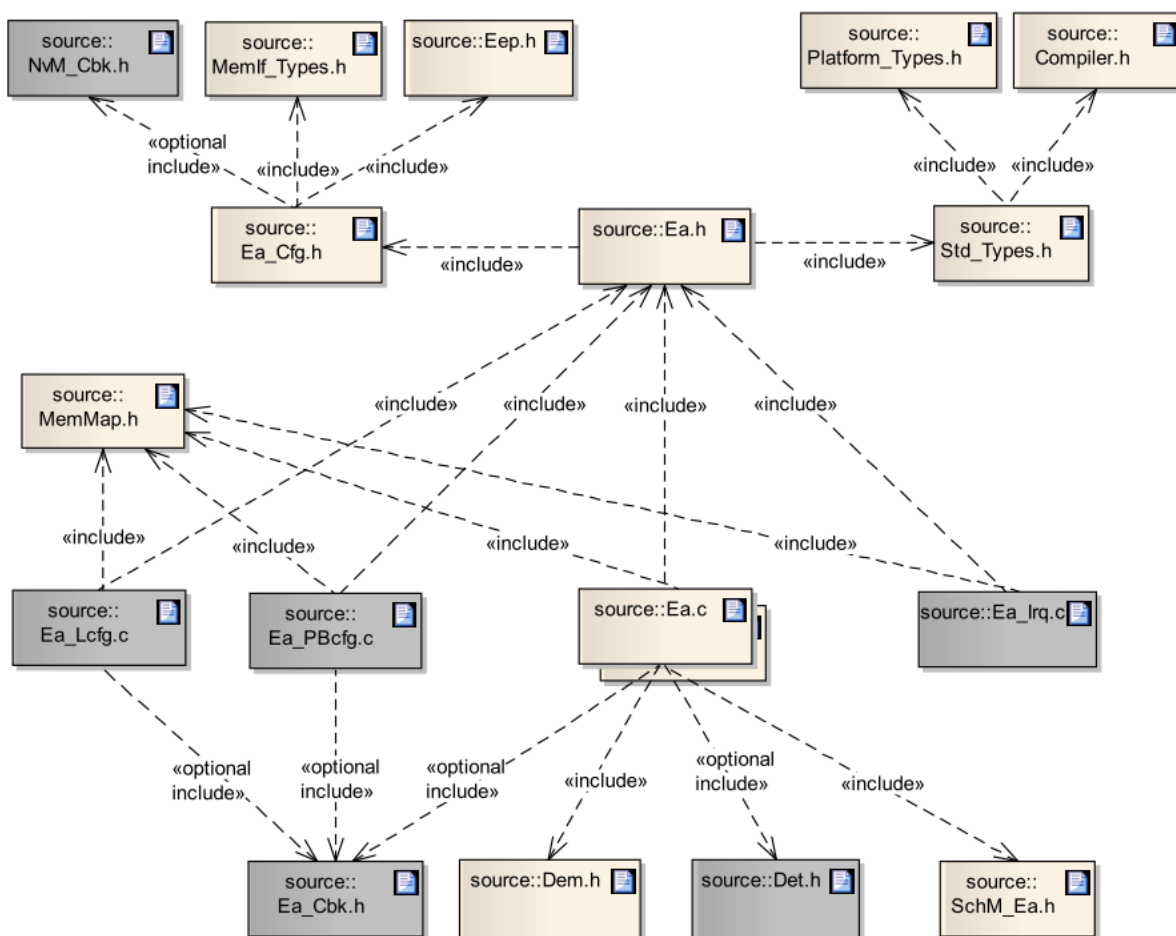 source::
NvM_Cbk.h
source::
MemIf_Types.h
source::Eep.h
source::
Platform_Types.h
source::
Compiler.h
«optional
include»
«include»
«include»
«include»
«include»
source::
Ea_Cfg.h
source::Ea.h
source::
Std_Types.h
«include»
«include»
source::
MemMap.h
«include»
«include»
«include»
«include»
«include»
«include»
«include»
«include»
source::
Ea_Lcfg.c
source::
Ea_PBcfg.c
source::Ea.c
source::Ea_Irq.c
«optional
include»
«optional
include»
«optional
include»
«include»
«optional
include»
«include»
source::
Ea_Cbk.h
source::Dem.h
source::Det.h
source::
SchM_Ea.h